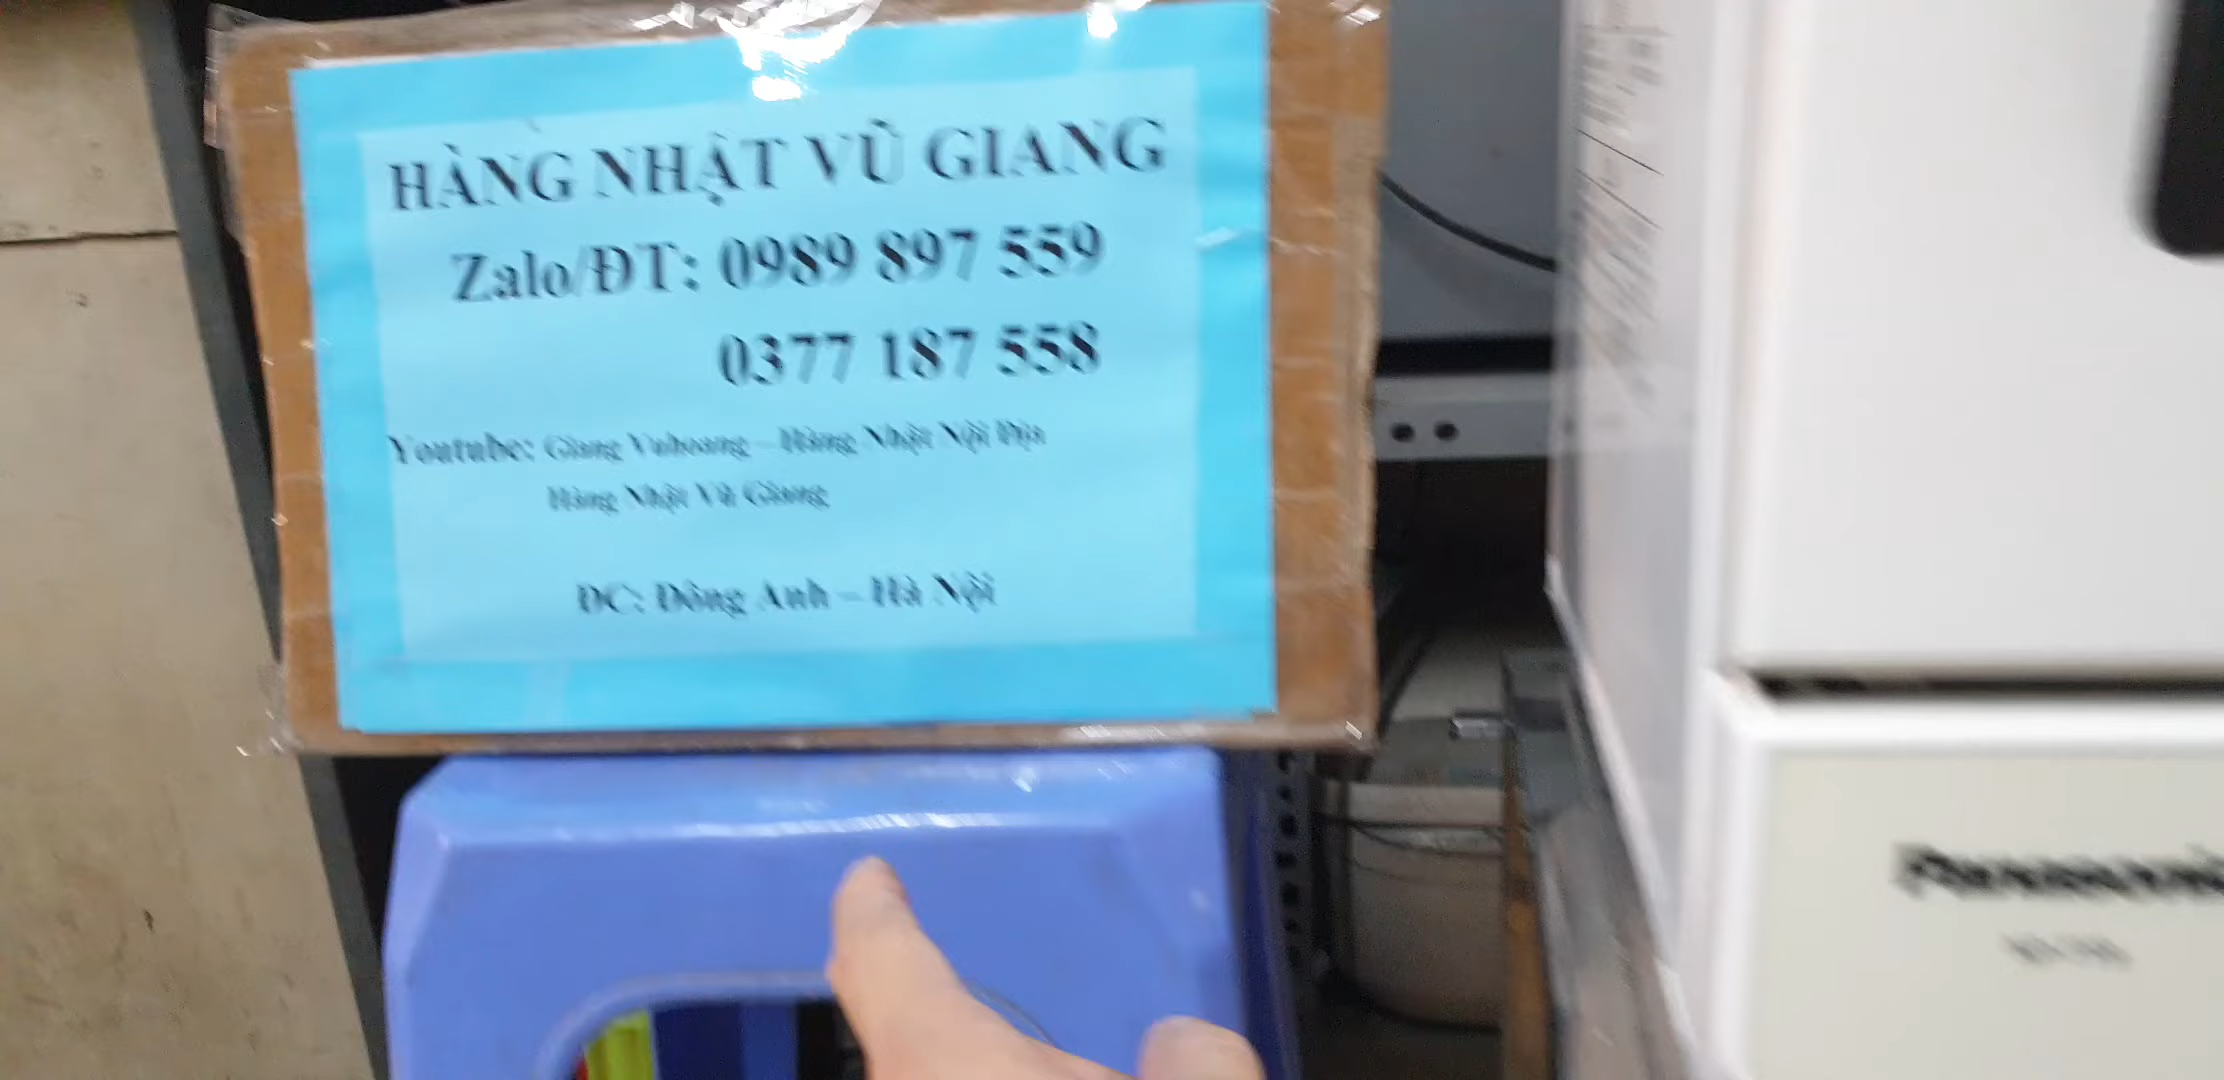 HÀNG NHẬT VŨ GIANG
Zalo/ĐT: 0989 897 559
0377 187 558
Youtube: Giang Vuhoang – Hàng Nhật Nội Địa
Hàng Nhật Vũ Giang
ĐC: Đông Anh – Hà Nội
Panasonic